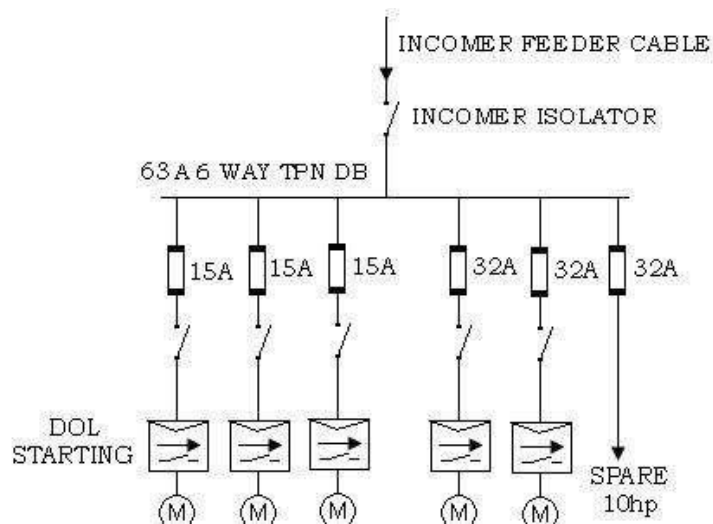 INCOMER FEEDER CABLE
INCOMER ISOLATOR
63A 6 WAY TPN DB
15A 15A 15A 32A 32A 32A
DOL
STARTING
SPARE
10hp
M M M M M